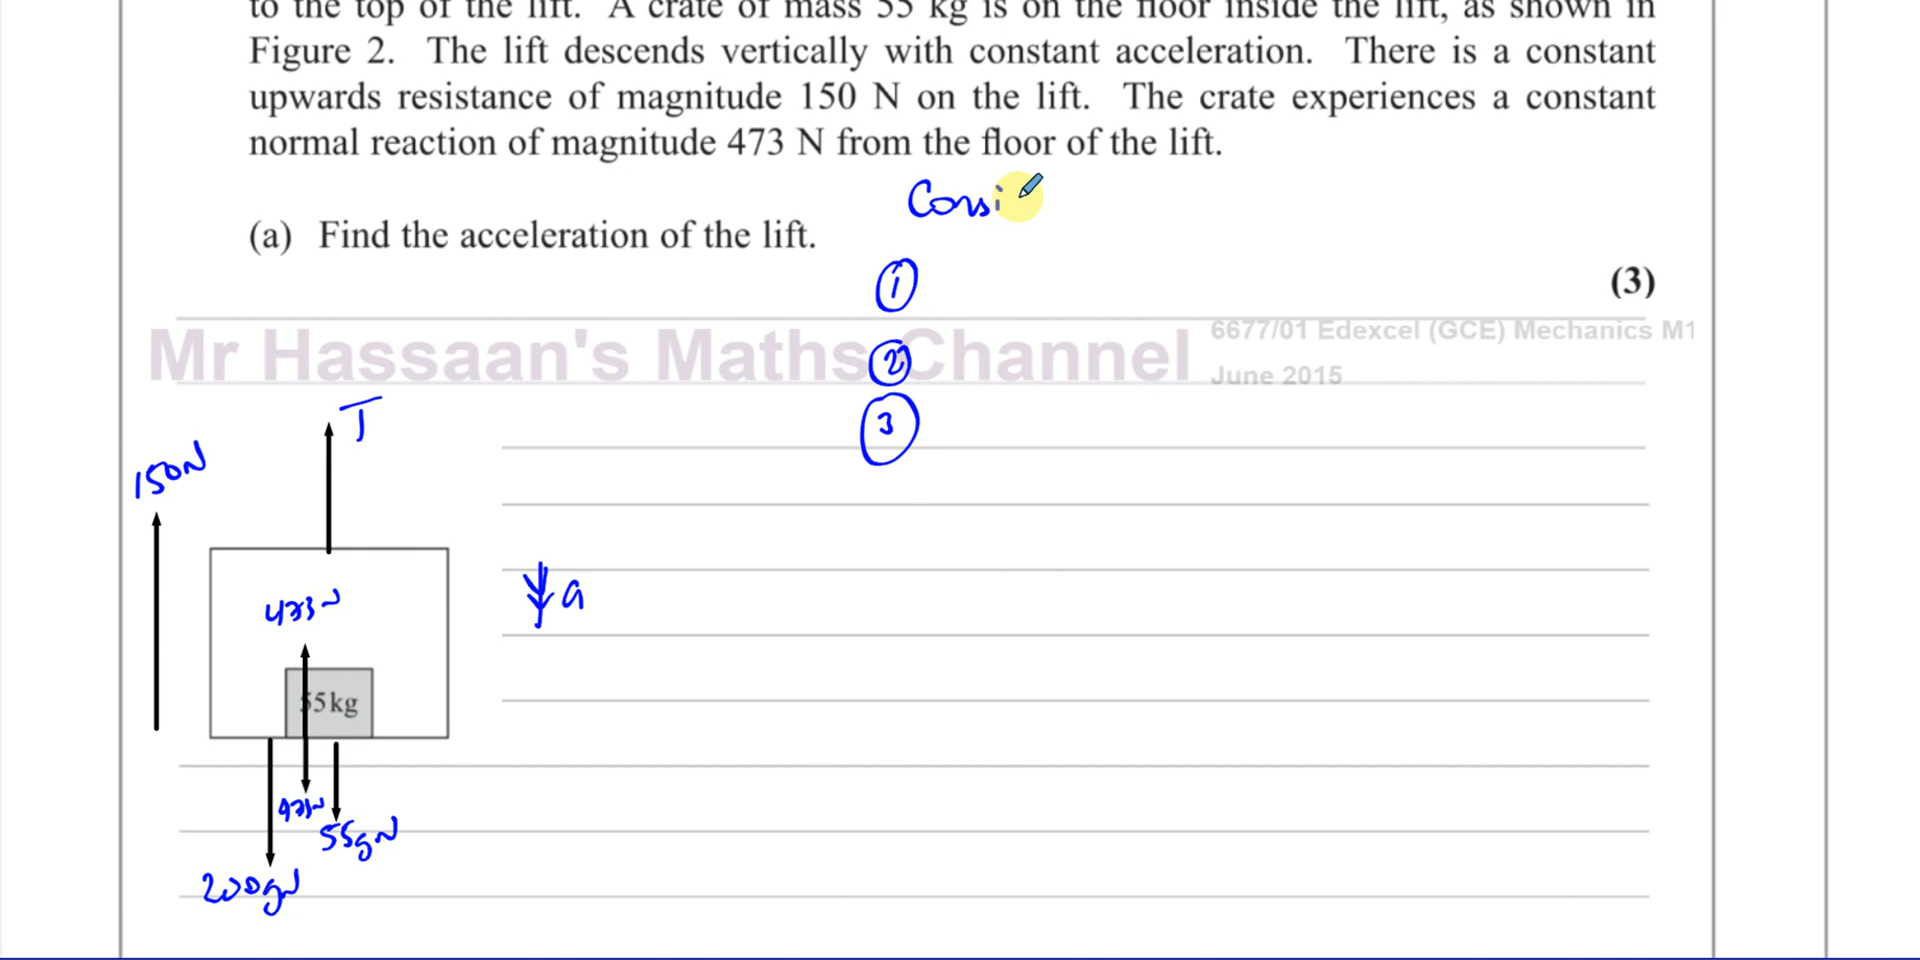 to the top of the lift. A crate of mass 55 kg is on the floor inside the lift, as shown in
Figure 2. The lift descends vertically with constant acceleration. There is a constant
upwards resistance of magnitude 150 N on the lift. The crate experiences a constant
normal reaction of magnitude 473 N from the floor of the lift.
Consi
(a) Find the acceleration of the lift.
1
(3)
Mr Hassaan's Maths Channel
6677/01 Edexcel (GCE) Mechanics M1
June 2015
2
3
T
150N
473N
a
55kg
473N
55gN
200gN